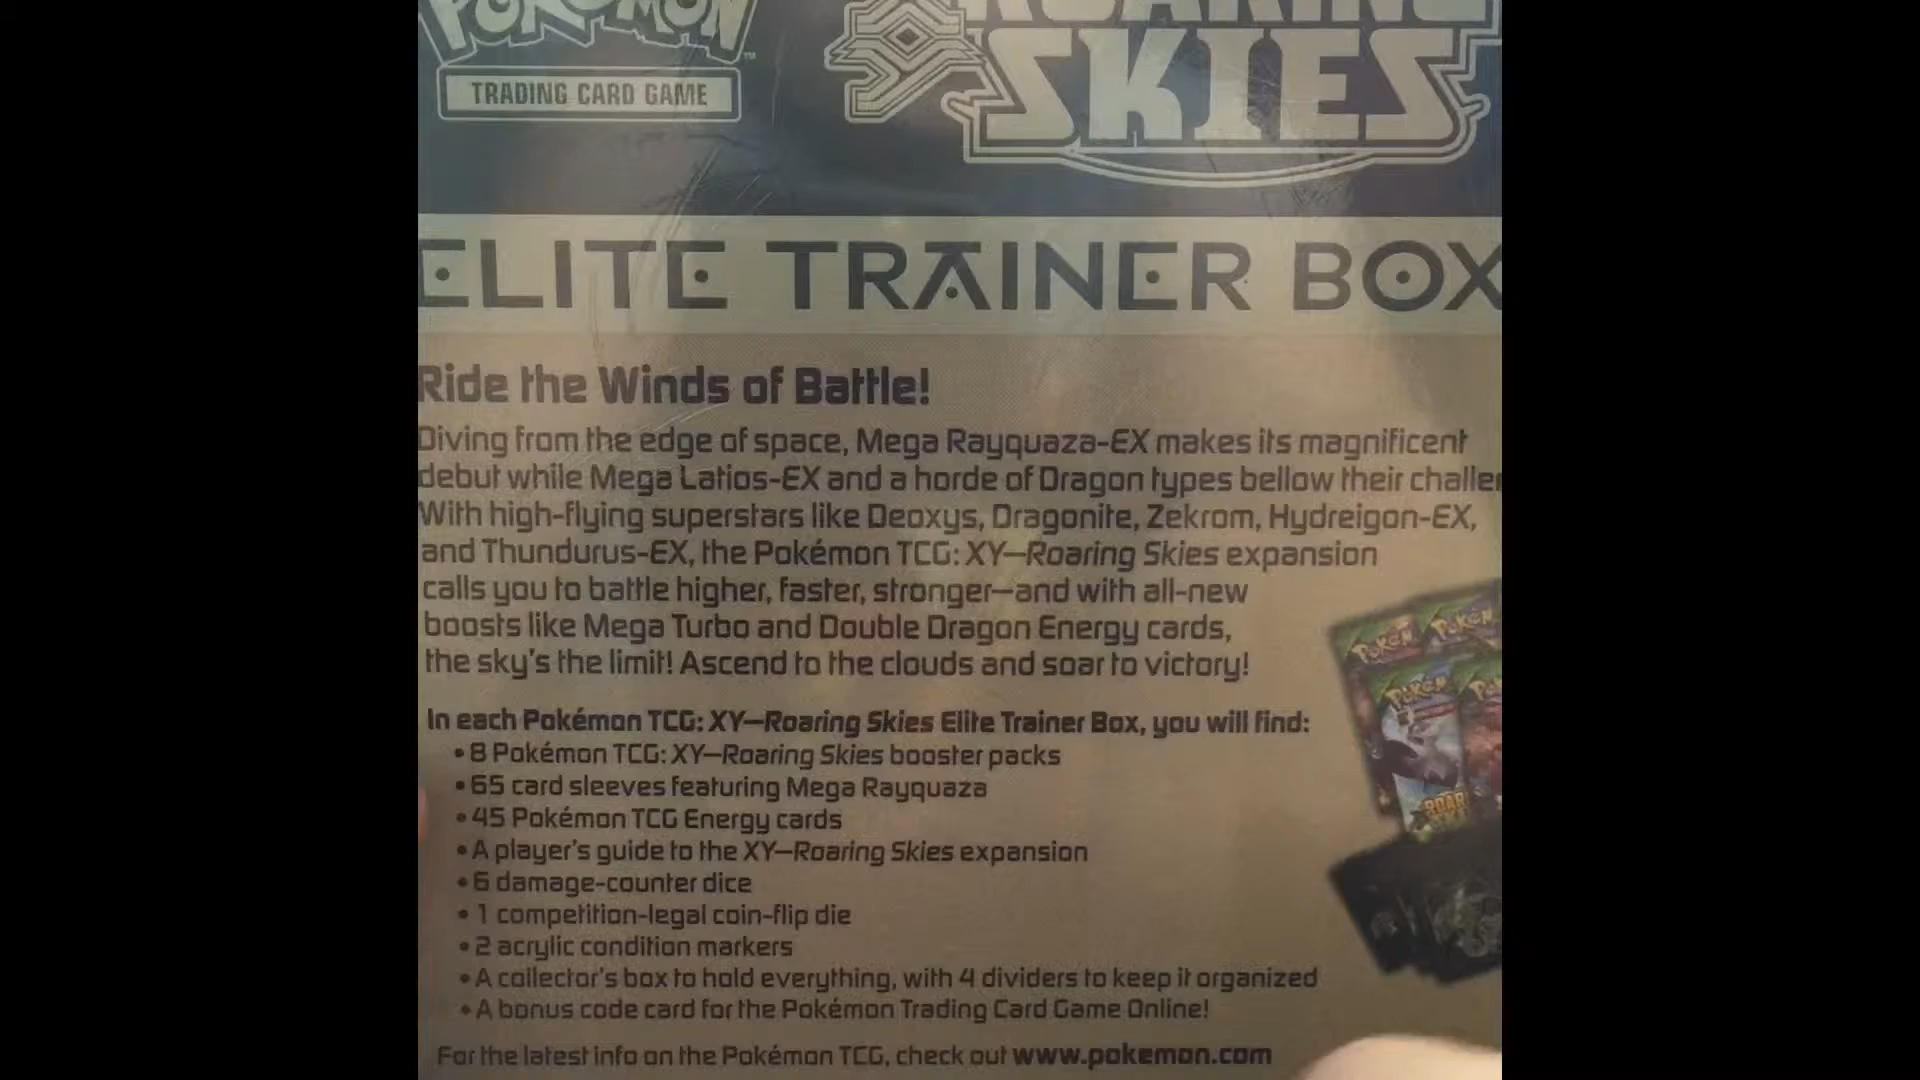 POKÉMON
ROARING
TRADING CARD GAME
SKIES
ELITE TRAINER BOX
Ride the Winds of Battle!
Diving from the edge of space, Mega Rayquaza-EX makes its magnificent
debut while Mega Latios-EX and a horde of Dragon types bellow their
With high-flying superstars like Deoxys, Dragonite, Zekrom, Hydreigon-EX,
and Thundurus-EX, the Pokémon TCG: XY—Roaring Skies expansion
calls you to battle higher, faster, stronger—and with all-new
boosts like Mega Turbo and Double Dragon Energy cards,
the sky's the limit! Ascend to the clouds and soar to victory!
In each Pokémon TCG: XY—Roaring Skies Elite Trainer Box, you will find:
• 8 Pokémon TCG: XY—Roaring Skies booster packs
• 65 card sleeves featuring Mega Rayquaza
• 45 Pokémon TCG Energy cards
• A player's guide to the XY—Roaring Skies expansion
• 6 damage-counter dice
• 1 competition-legal coin-flip die
• 2 acrylic condition markers
• A collector's box to hold everything, with 4 dividers to keep it organized
• A bonus code card for the Pokémon Trading Card Game Online!
For the latest info on the Pokémon TCG, check out www.pokemon.com